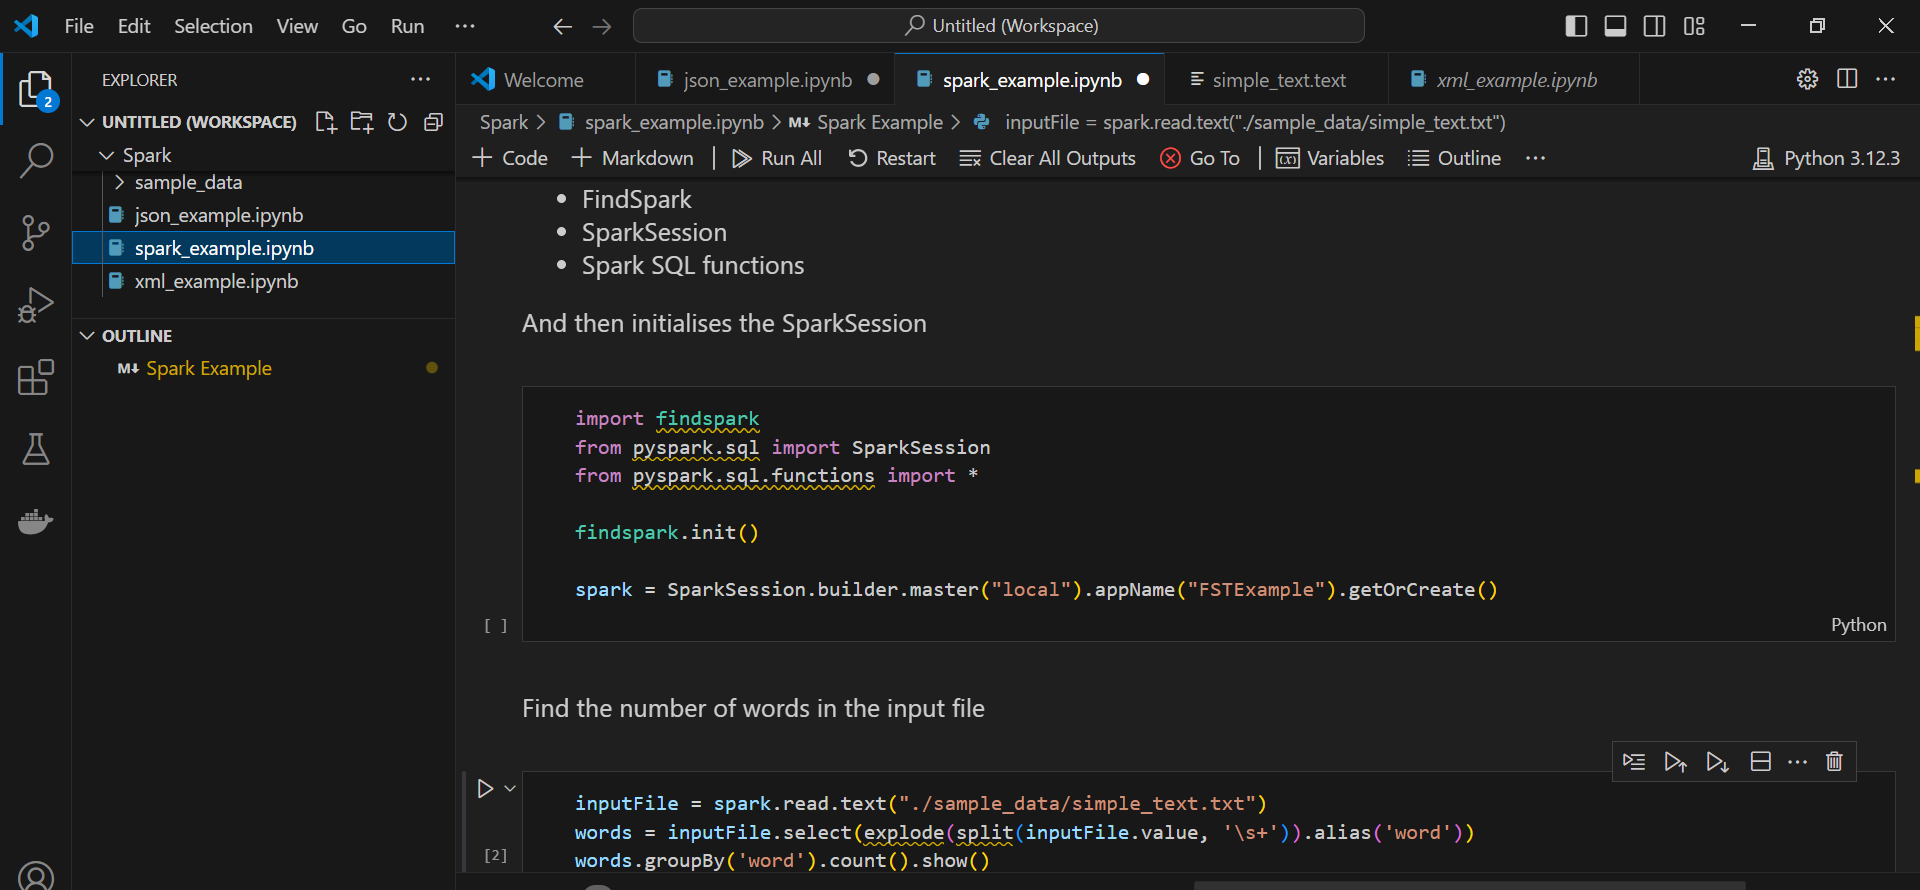 File Edit Selection View Go Run ···
Untitled (Workspace)
EXPLORER ···
2
UNTITLED (WORKSPACE)
Spark
sample_data
json_example.ipynb
spark_example.ipynb
xml_example.ipynb
OUTLINE
M↓ Spark Example
Welcome json_example.ipynb spark_example.ipynb simple_text.text xml_example.ipynb
Spark > spark_example.ipynb > M↓ Spark Example > inputFile = spark.read.text("./sample_data/simple_text.txt")
+ Code + Markdown | Run All Restart Clear All Outputs Go To | Variables Outline ··· Python 3.12.3
• FindSpark
• SparkSession
• Spark SQL functions
And then initialises the SparkSession
import findspark
from pyspark.sql import SparkSession
from pyspark.sql.functions import *
findspark.init()
spark = SparkSession.builder.master("local").appName("FSTExample").getOrCreate()
[ ] Python
Find the number of words in the input file
inputFile = spark.read.text("./sample_data/simple_text.txt")
words = inputFile.select(explode(split(inputFile.value, '\s+')).alias('word'))
[2] words.groupBy('word').count().show()